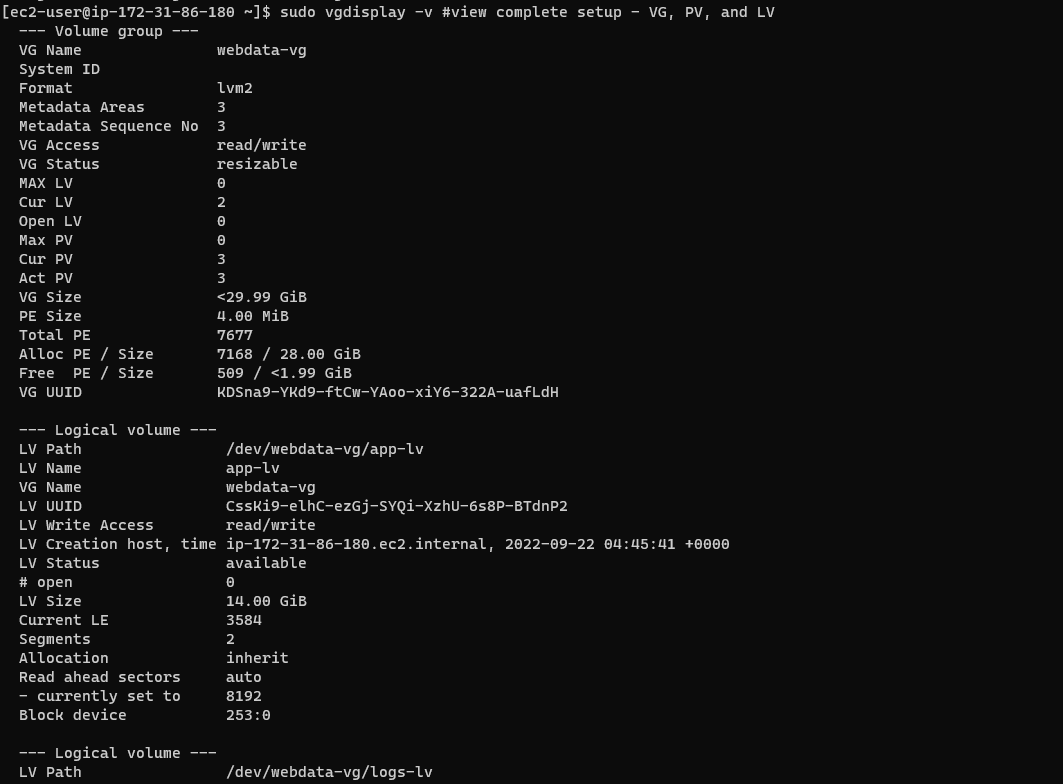 [ec2-user@ip-172-31-86-180 ~]$ sudo vgdisplay -v #view complete setup - VG, PV, and LV
  --- Volume group ---
  VG Name               webdata-vg
  System ID
  Format                lvm2
  Metadata Areas        3
  Metadata Sequence No  3
  VG Access             read/write
  VG Status             resizable
  MAX LV                0
  Cur LV                2
  Open LV               0
  Max PV                0
  Cur PV                3
  Act PV                3
  VG Size               <29.99 GiB
  PE Size               4.00 MiB
  Total PE              7677
  Alloc PE / Size       7168 / 28.00 GiB
  Free  PE / Size       509 / <1.99 GiB
  VG UUID               KDSna9-YKd9-ftCw-YAoo-xiY6-322A-uafLdH

  --- Logical volume ---
  LV Path                /dev/webdata-vg/app-lv
  LV Name                app-lv
  VG Name                webdata-vg
  LV UUID                CssKi9-elhC-ezGj-SYQi-XzhU-6s8P-BTdnP2
  LV Write Access        read/write
  LV Creation host, time ip-172-31-86-180.ec2.internal, 2022-09-22 04:45:41 +0000
  LV Status              available
  # open                 0
  LV Size                14.00 GiB
  Current LE             3584
  Segments               2
  Allocation             inherit
  Read ahead sectors     auto
  - currently set to     8192
  Block device           253:0

  --- Logical volume ---
  LV Path                /dev/webdata-vg/logs-lv